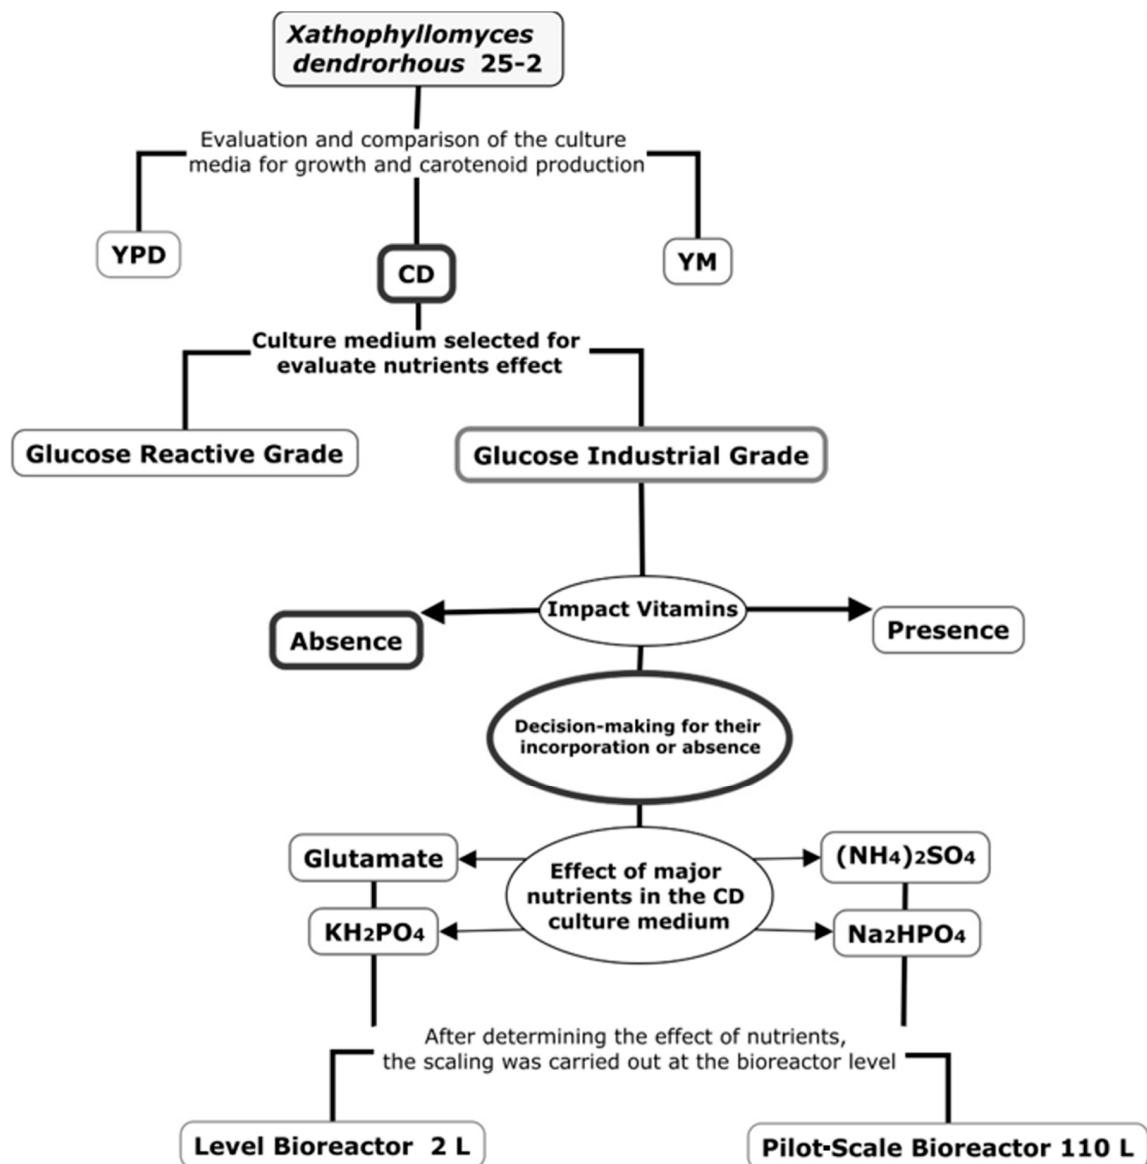 Xathophyllomyces
dendrorhous 25-2
Evaluation and comparison of the culture
media for growth and carotenoid production
YPD
CD
YM
Culture medium selected for
evaluate nutrients effect
Glucose Reactive Grade
Glucose Industrial Grade
Impact Vitamins
Absence
Presence
Decision-making for their
incorporation or absence
Glutamate
Effect of major
nutrients in the CD
culture medium
(NH₄)₂SO₄
KH₂PO₄
Na₂HPO₄
After determining the effect of nutrients,
the scaling was carried out at the bioreactor level
Level Bioreactor 2 L
Pilot-Scale Bioreactor 110 L